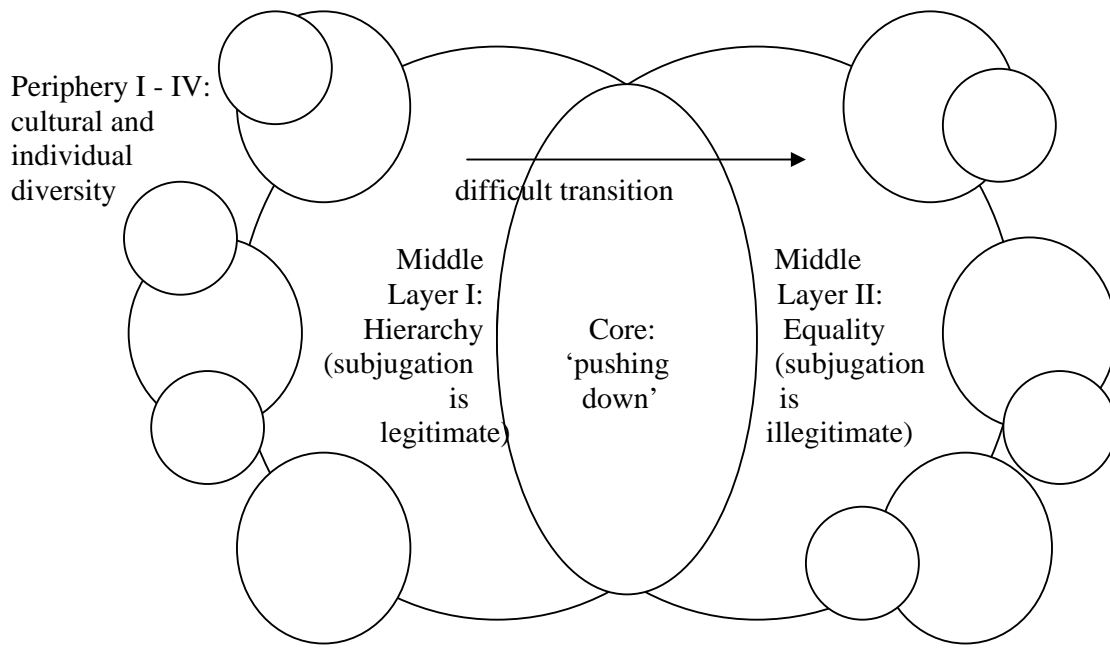 Periphery I - IV:
cultural and
individual
diversity
difficult transition
Middle
Layer I:
Hierarchy
(subjugation
is
legitimate)
Core:
‘pushing
down’
Middle
Layer II:
Equality
(subjugation
is
illegitimate)